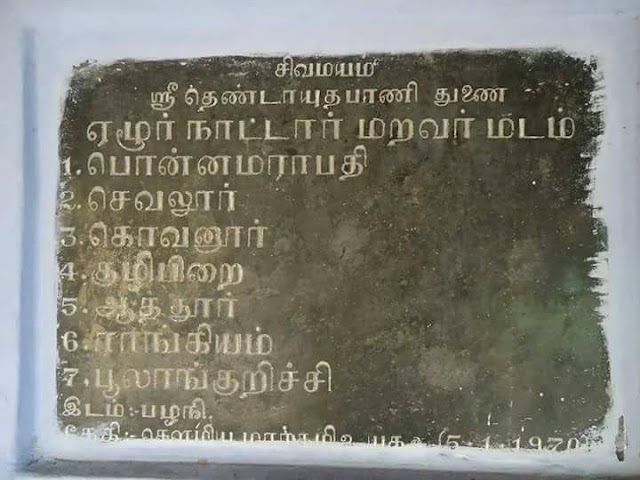 சிவமயம்
ஸ்ரீ தெண்டாயுதபாணி துணை
ஏழூர் நாட்டார் மறவர் மடம்
1.பொன்னமராபதி
2.செவலூர்
3.கொவனூர்
4.குழிபிறை
5.ஆத்தூர்
6.ராங்கியம்
7.பூலாங்குறிச்சி
இடம்:-பழநி.